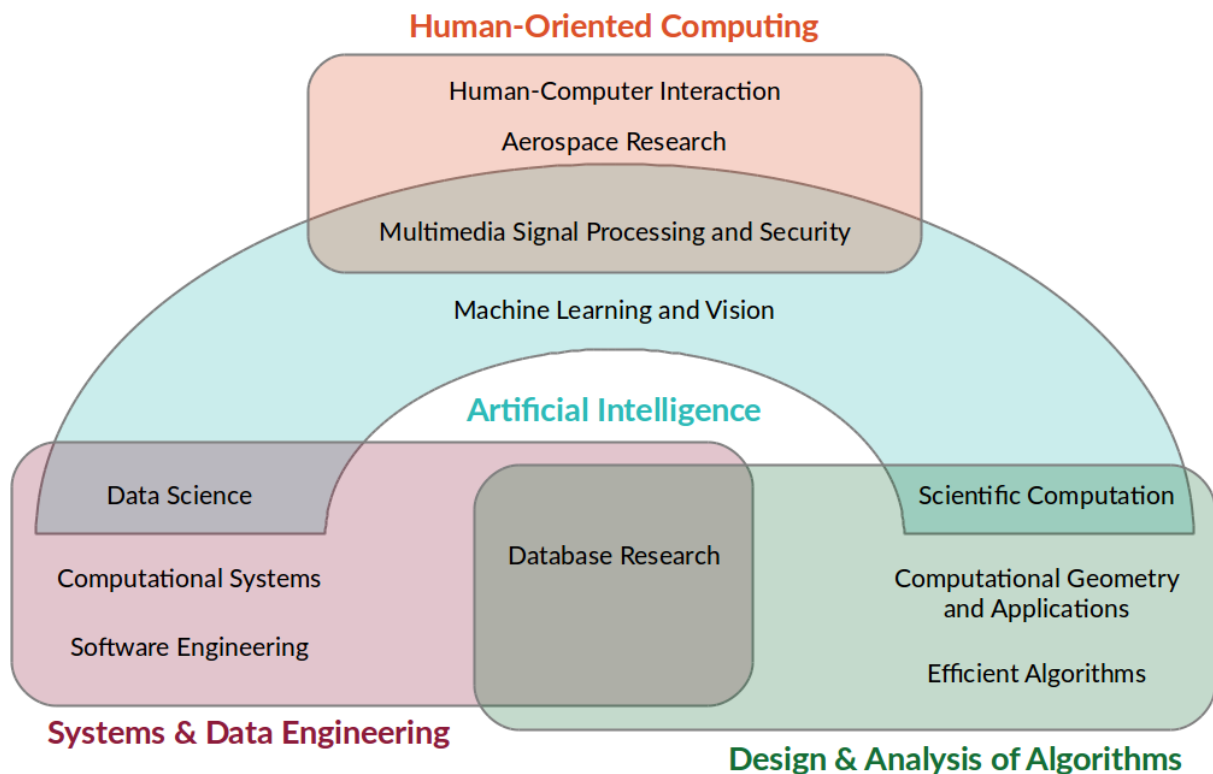 Human-Oriented Computing
Human-Computer Interaction
Aerospace Research
Multimedia Signal Processing and Security
Machine Learning and Vision
Artificial Intelligence
Data Science
Scientific Computation
Database Research
Computational Systems
Computational Geometry
and Applications
Software Engineering
Efficient Algorithms
Systems & Data Engineering
Design & Analysis of Algorithms